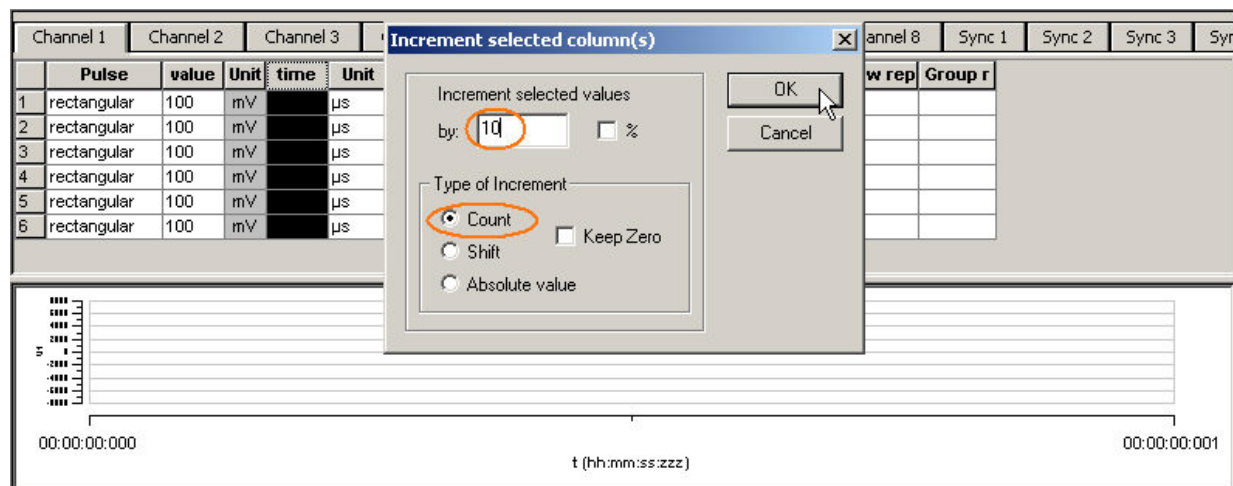 Channel 1 Channel 2 Channel 3 Increment selected column(s) annel 8 Sync 1 Sync 2 Sync 3 Syn
Pulse value Unit time Unit w rep Group r
1 rectangular 100 mV µs
2 rectangular 100 mV µs
3 rectangular 100 mV µs
4 rectangular 100 mV µs
5 rectangular 100 mV µs
6 rectangular 100 mV µs
Increment selected values
by: 10 %
OK
Cancel
Type of Increment
Count
Keep Zero
Shift
Absolute value
00:00:00:000 00:00:00:001
t (hh:mm:ss:zzz)